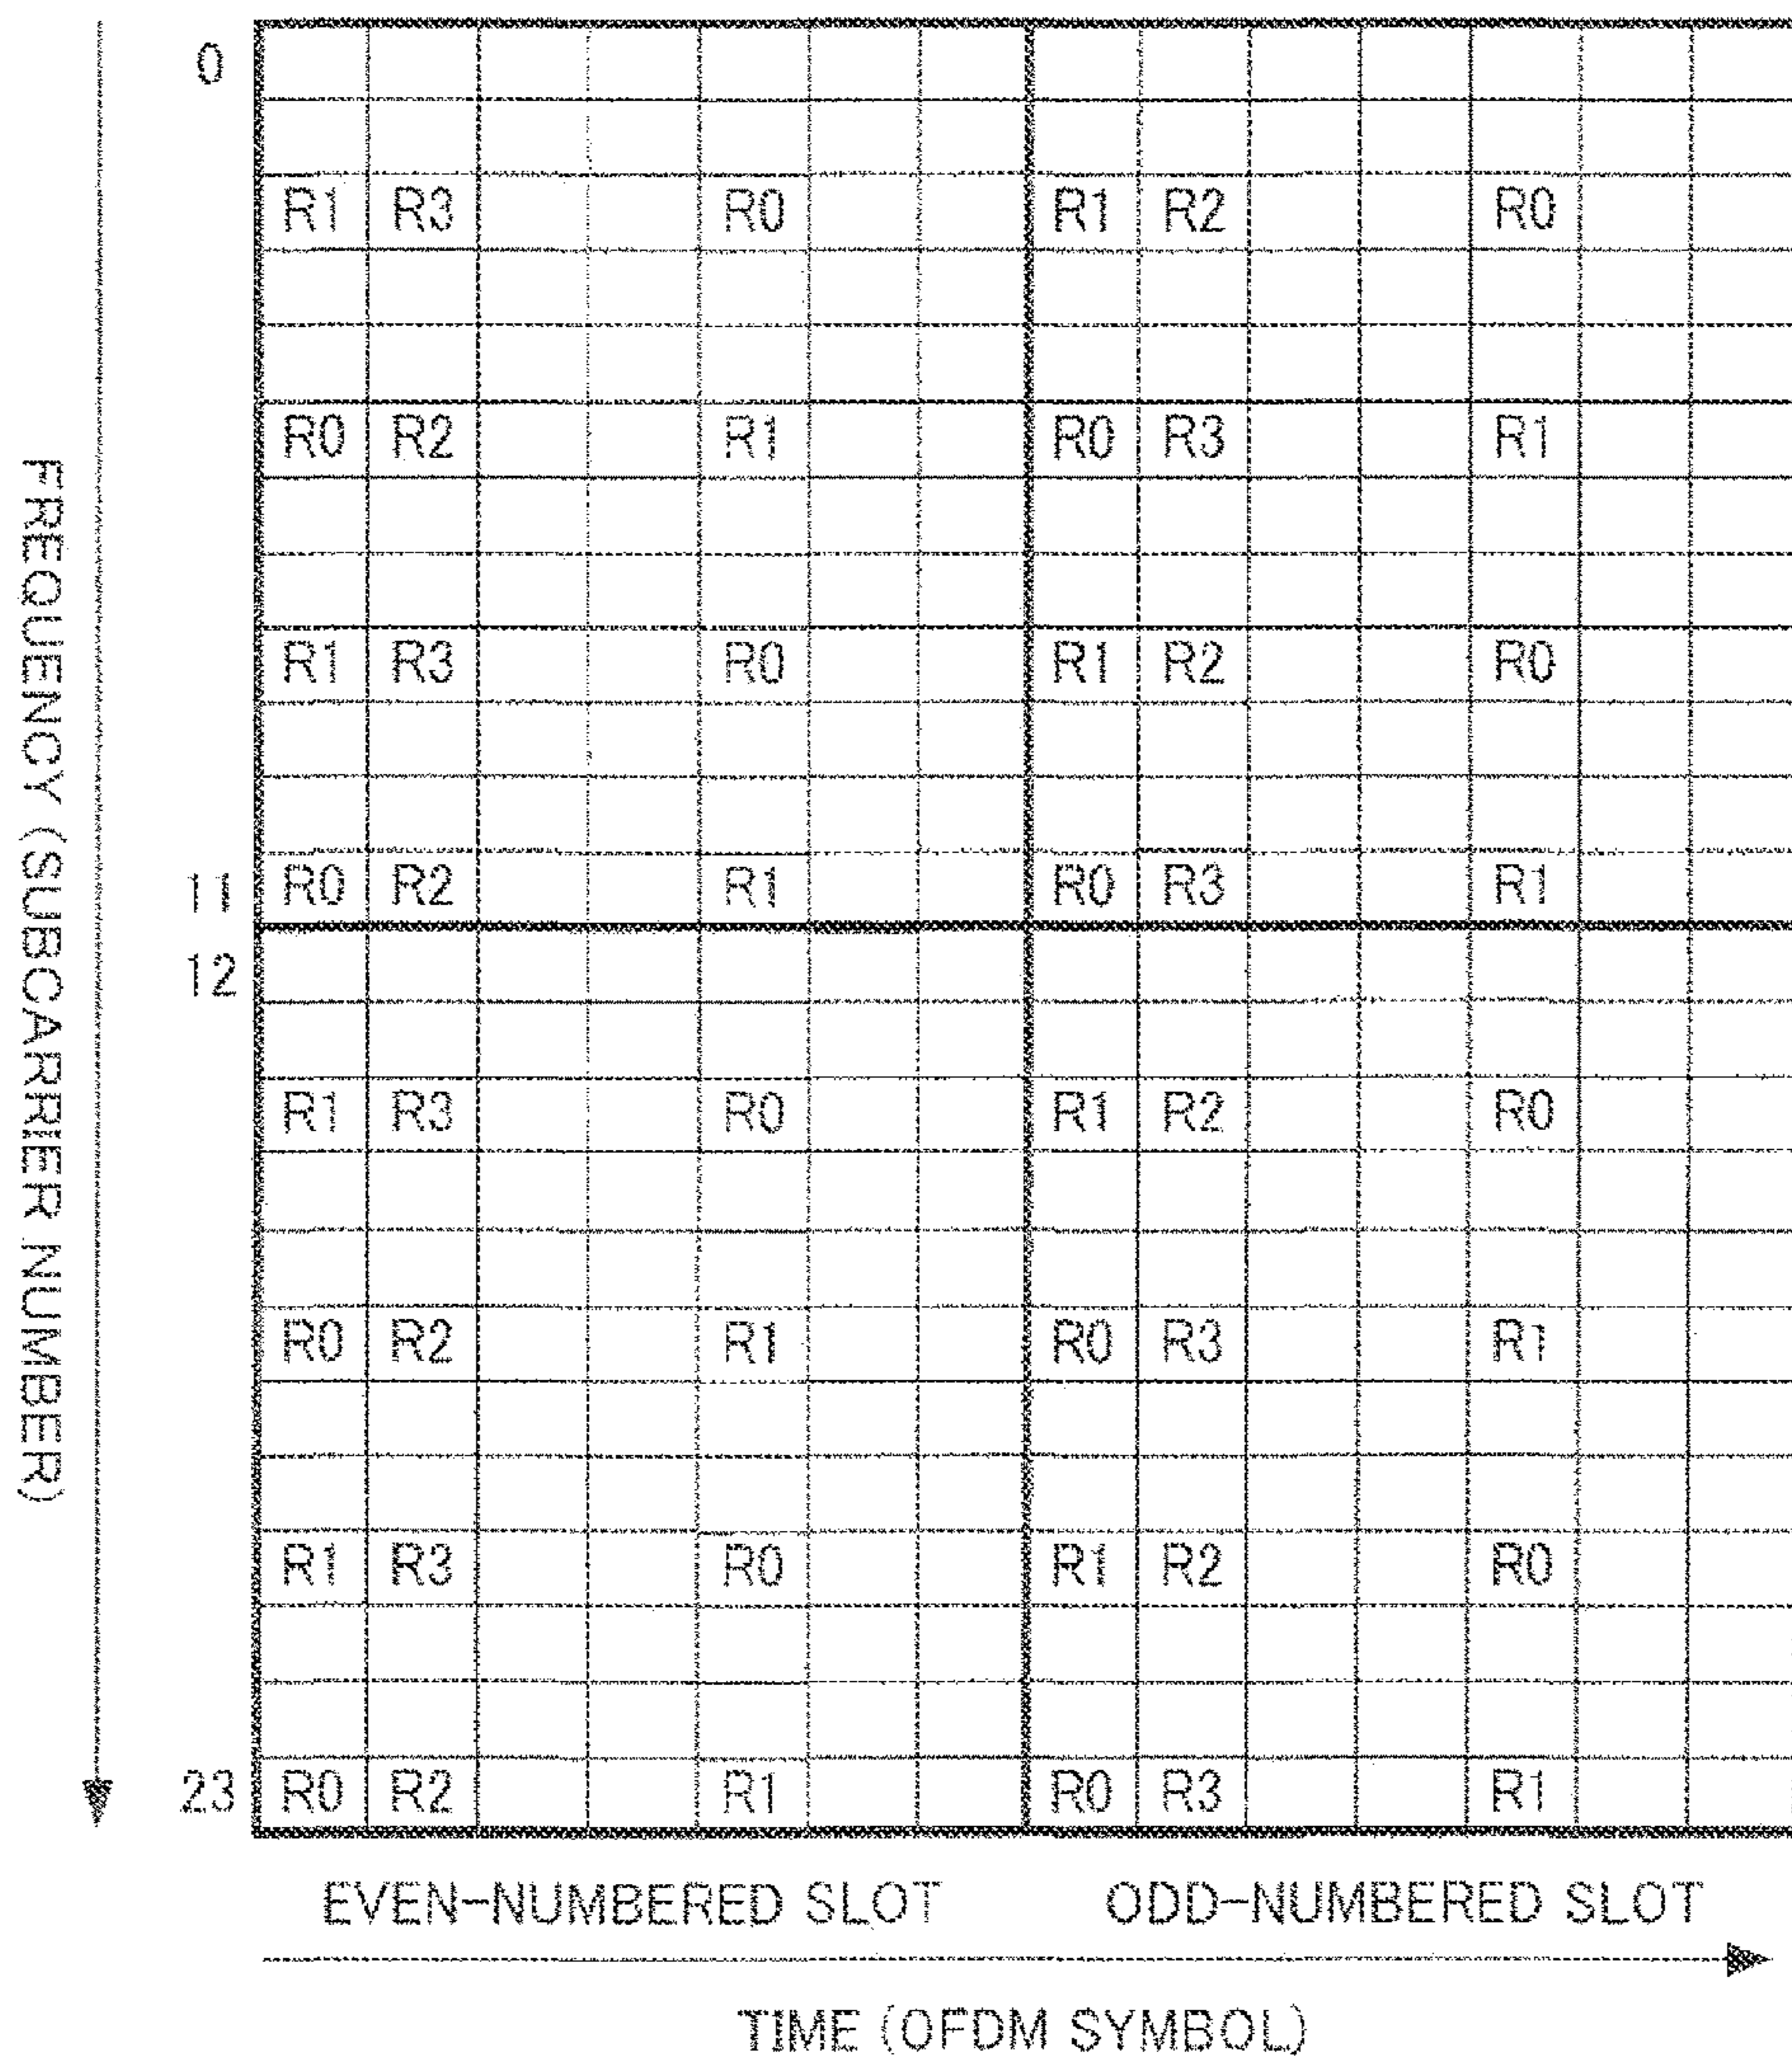 0
R1 R3 R0 R1 R2 R0
R0 R2 R1 R0 R3 R1
R1 R3 R0 R1 R2 R0
11 R0 R2 R1 R0 R3 R1
12
R1 R3 R0 R1 R2 R0
R0 R2 R1 R0 R3 R1
R1 R3 R0 R1 R2 R0
23 R0 R2 R1 R0 R3 R1
FREQUENCY (SUBCARRIER NUMBER)
EVEN-NUMBERED SLOT ODD-NUMBERED SLOT
TIME (OFDM SYMBOL)